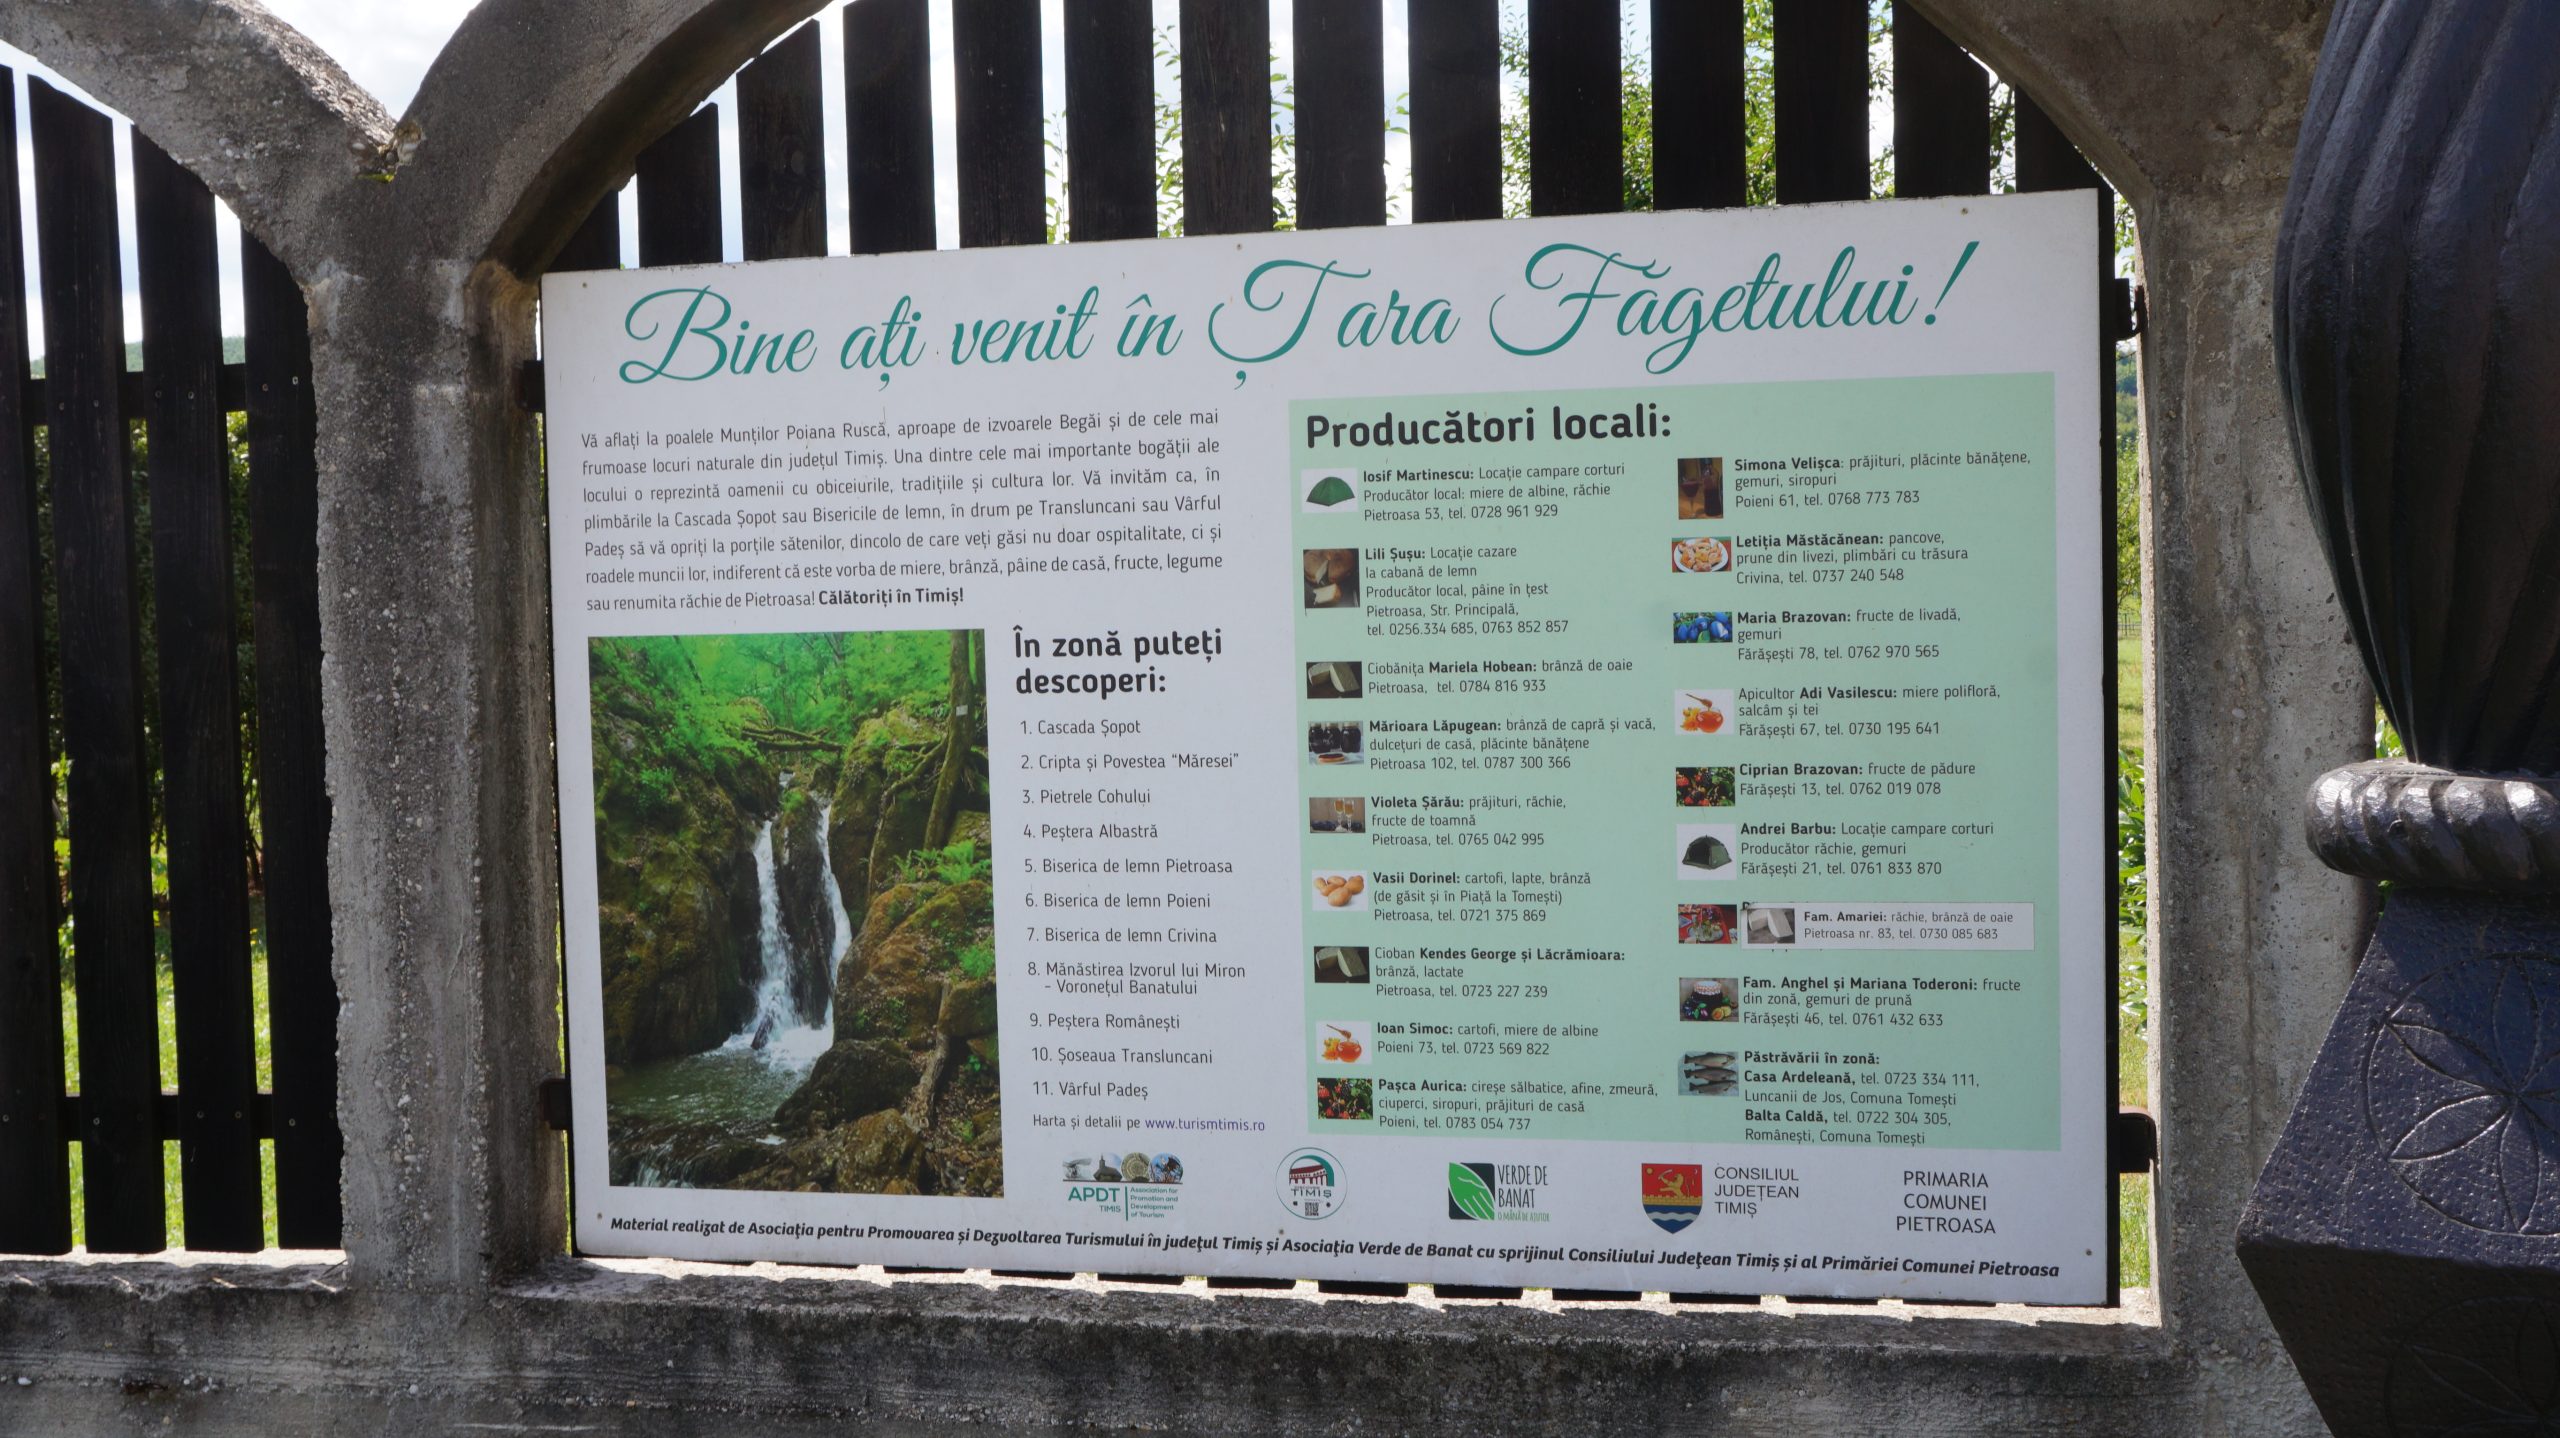 Bine ați venit în Țara Făgetului!
Vă aflați la poalele Munților Poiana Ruscă, aproape de izvoarele Begăi și de cele mai
frumoase locuri naturale din județul Timiș. Una dintre cele mai importante bogății ale
locului o reprezintă oamenii cu obiceiurile, tradițiile și cultura lor. Vă invităm ca, în
plimbările la Cascada Șopot sau Bisericile de lemn, în drum pe Transluncani sau Vârful
Padeș să vă opriți la porțile sătenilor, dincolo de care veți găsi nu doar ospitalitate, ci și
roadele muncii lor, indiferent că este vorba de miere, brânză, pâine de casă, fructe, legume
sau renumita răchie de Pietroasa! Călătoriți în Timiș!
În zonă puteți
descoperi:
1. Cascada Șopot
2. Cripta și Povestea “Măresei”
3. Pietrele Cohului
4. Peștera Albastră
5. Biserica de lemn Pietroasa
6. Biserica de lemn Poieni
7. Biserica de lemn Crivina
8. Mănăstirea Izvorul lui Miron
- Voronețul Banatului
9. Peștera Românești
10. Șoseaua Transluncani
11. Vârful Padeș
Harta și detalii pe www.turismtimis.ro
Producători locali:
Iosif Martinescu: Locație campare corturi
Producător local: miere de albine, răchie
Pietroasa 53, tel. 0728 961 929
Lili Șușu: Locație cazare
la cabană de lemn
Producător local, pâine în țest
Pietroasa, Str. Principală,
tel. 0256.334 685, 0763 852 857
Ciobănița Mariela Hobean: brânză de oaie
Pietroasa, tel. 0784 816 933
Mărioara Lăpugean: brânză de capră și vacă,
dulcețuri de casă, plăcinte bănățene
Pietroasa 102, tel. 0787 300 366
Violeta Șărău: prăjituri, răchie,
fructe de toamnă
Pietroasa, tel. 0765 042 995
Vasii Dorinel: cartofi, lapte, brânză
(de găsit și în Piață la Tomești)
Pietroasa, tel. 0721 375 869
Cioban Kendes George și Lăcrămioara:
brânză, lactate
Pietroasa, tel. 0723 227 239
Ioan Simoc: cartofi, miere de albine
Poieni 73, tel. 0723 569 822
Pașca Aurica: cireșe sălbatice, afine, zmeură,
ciuperci, siropuri, prăjituri de casă
Poieni, tel. 0783 054 737
Simona Velișca: prăjituri, plăcinte bănățene,
gemuri, siropuri
Poieni 61, tel. 0768 773 783
Letiția Măstăcănean: pancove,
prune din livezi, plimbări cu trăsura
Crivina, tel. 0737 240 548
Maria Brazovan: fructe de livadă,
gemuri
Fărășești 78, tel. 0762 970 565
Apicultor Adi Vasilescu: miere polifloră,
salcâm și tei
Fărășești 67, tel. 0730 195 641
Ciprian Brazovan: fructe de pădure
Fărășești 13, tel. 0762 019 078
Andrei Barbu: Locație campare corturi
Producător răchie, gemuri
Fărășești 21, tel. 0761 833 870
Fam. Amariei: răchie, brânză de oaie
Pietroasa nr. 83, tel. 0730 085 683
Fam. Anghel și Mariana Toderoni: fructe
din zonă, gemuri de prună
Fărășești 46, tel. 0761 432 633
Păstrăvării în zonă:
Casa Ardeleană, tel. 0723 334 111,
Luncanii de Jos, Comuna Tomești
Balta Caldă, tel. 0722 304 305,
Românești, Comuna Tomești
APDT
TIMIS
Association for
Promotion and
Development
of Tourism
TIMIȘ
VERDE DE
BANAT
O MÂNĂ DE AJUTOR
CONSILIUL
JUDEȚEAN
TIMIȘ
PRIMARIA
COMUNEI
PIETROASA
Material realizat de Asociația pentru Promovarea și Dezvoltarea Turismului în județul Timiș și Asociația Verde de Banat cu sprijinul Consiliului Județean Timiș și al Primăriei Comunei Pietroasa